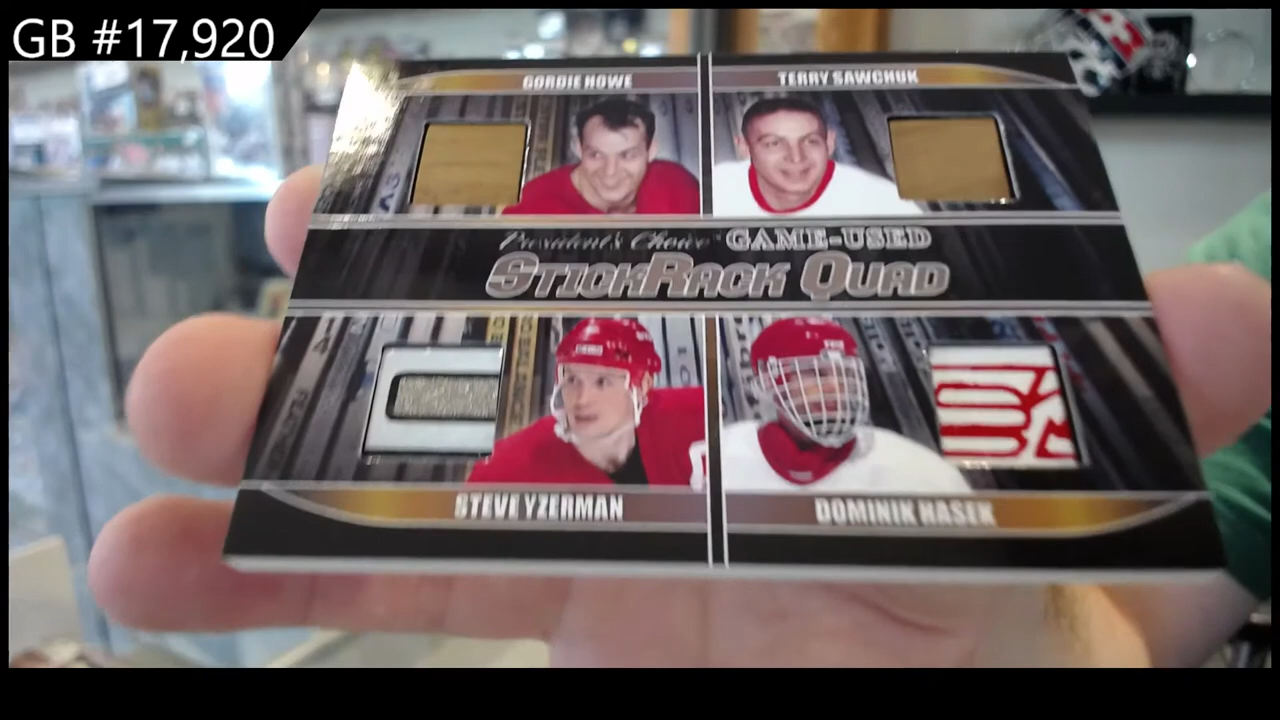 GB #17,920
GORDIE HOWE
TERRY SAWCHUK
President's Choice GAME-USED
STICKRACK QUAD
STEVE YZERMAN
DOMINIK HASEK